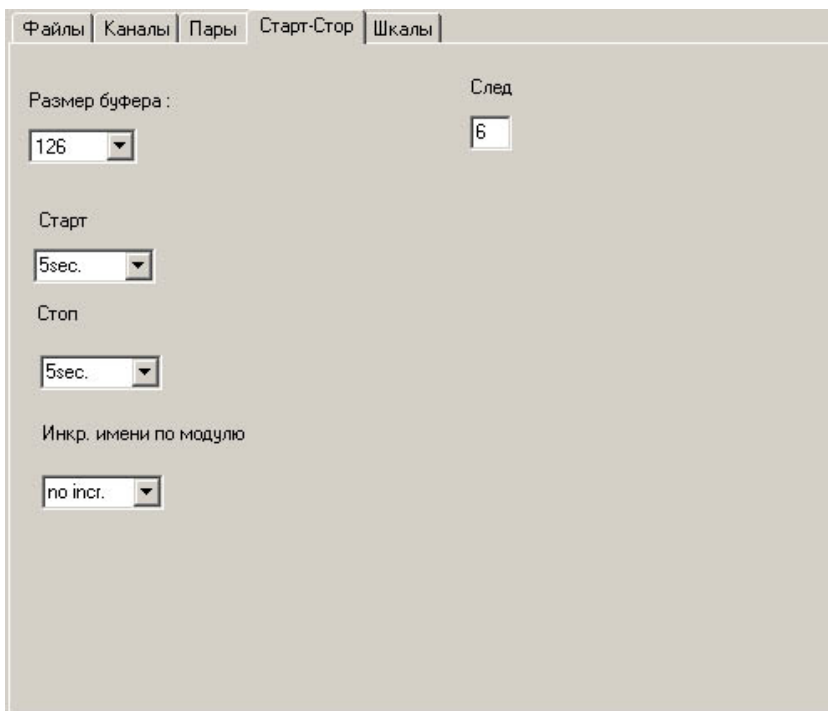 Файлы Каналы Пары Старт-Стор Шкалы
Размер буфера :
126
След
6
Старт
5sec.
Стоп
5sec.
Инкр. имени по модулю
no incr.